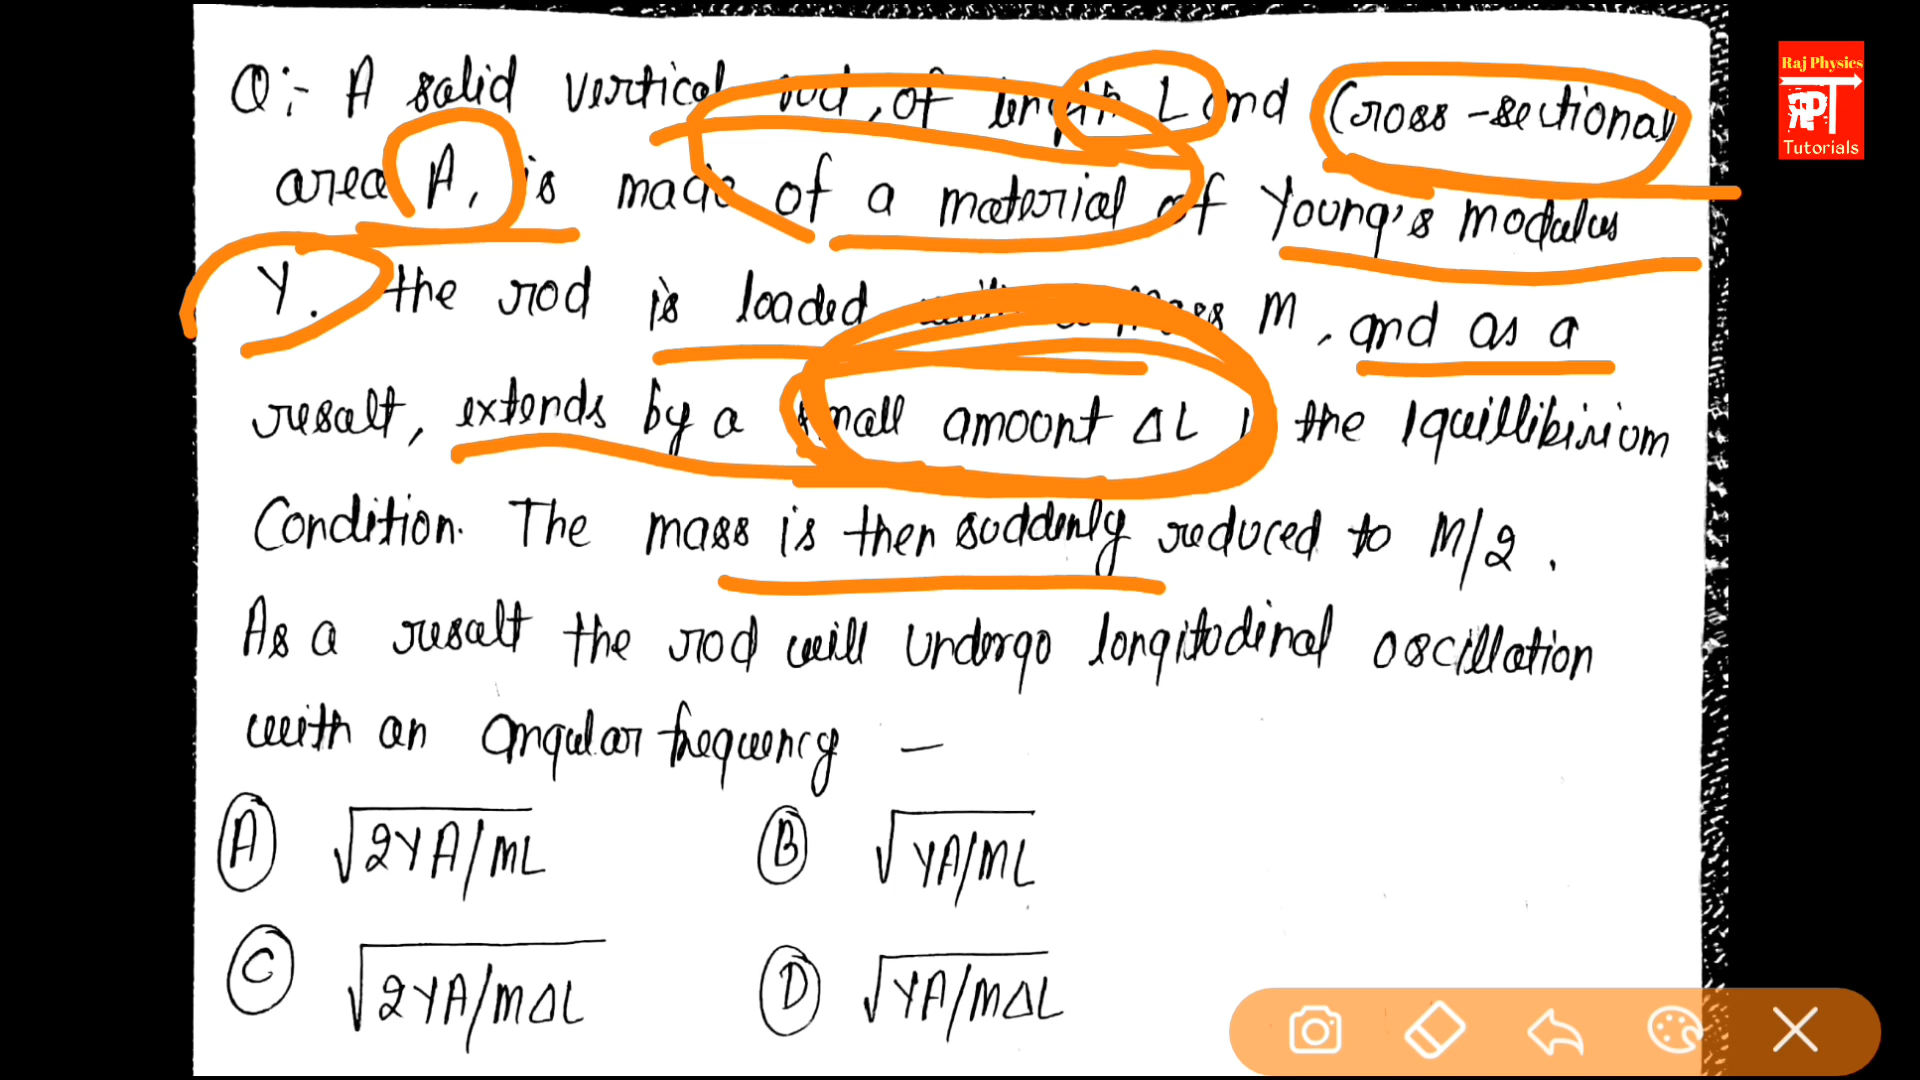 Q:- A solid vertical rod, of length L and Cross-sectional
area A, is made of a material of Young's modulus
Y. the rod is loaded with a mass M, and as a
result, extends by a small amount ΔL, the Iquillibirium
Condition. The mass is then suddenly reduced to M/2.
As a result the rod will undergo longitudinal oscillation
with an angular frequency —
(A) √2YA/ML (B) √YA/ML
(C) √2YA/MΔL (D) √YA/MΔL
Raj Physics
RPT
Tutorials